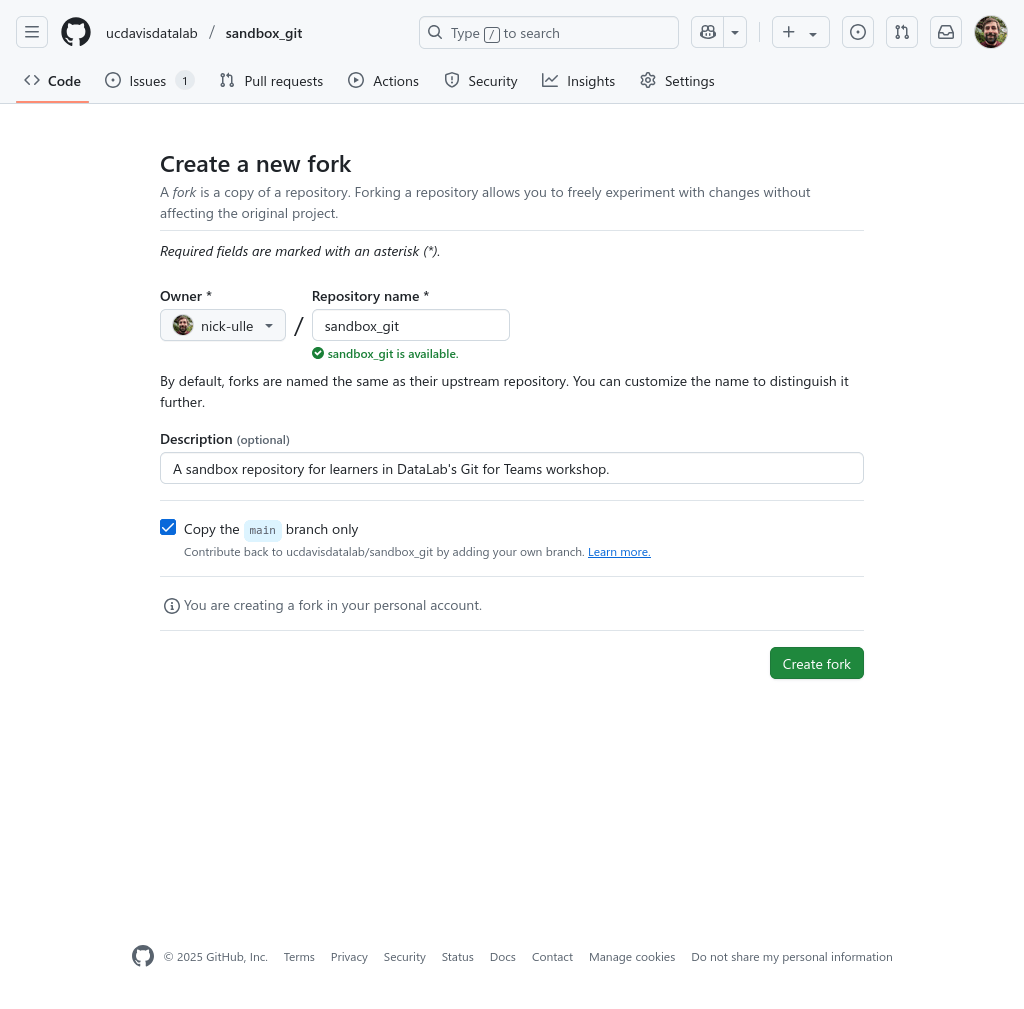 ucdavisdatalab / sandbox_git
Type / to search
Code
Issues 1
Pull requests
Actions
Security
Insights
Settings
Create a new fork
A fork is a copy of a repository. Forking a repository allows you to freely experiment with changes without
affecting the original project.
Required fields are marked with an asterisk (*).
Owner *
Repository name *
nick-ulle
/
sandbox_git
sandbox_git is available.
By default, forks are named the same as their upstream repository. You can customize the name to distinguish it
further.
Description (optional)
A sandbox repository for learners in DataLab's Git for Teams workshop.
Copy the main branch only
Contribute back to ucdavisdatalab/sandbox_git by adding your own branch. Learn more.
You are creating a fork in your personal account.
Create fork
© 2025 GitHub, Inc. Terms Privacy Security Status Docs Contact Manage cookies Do not share my personal information